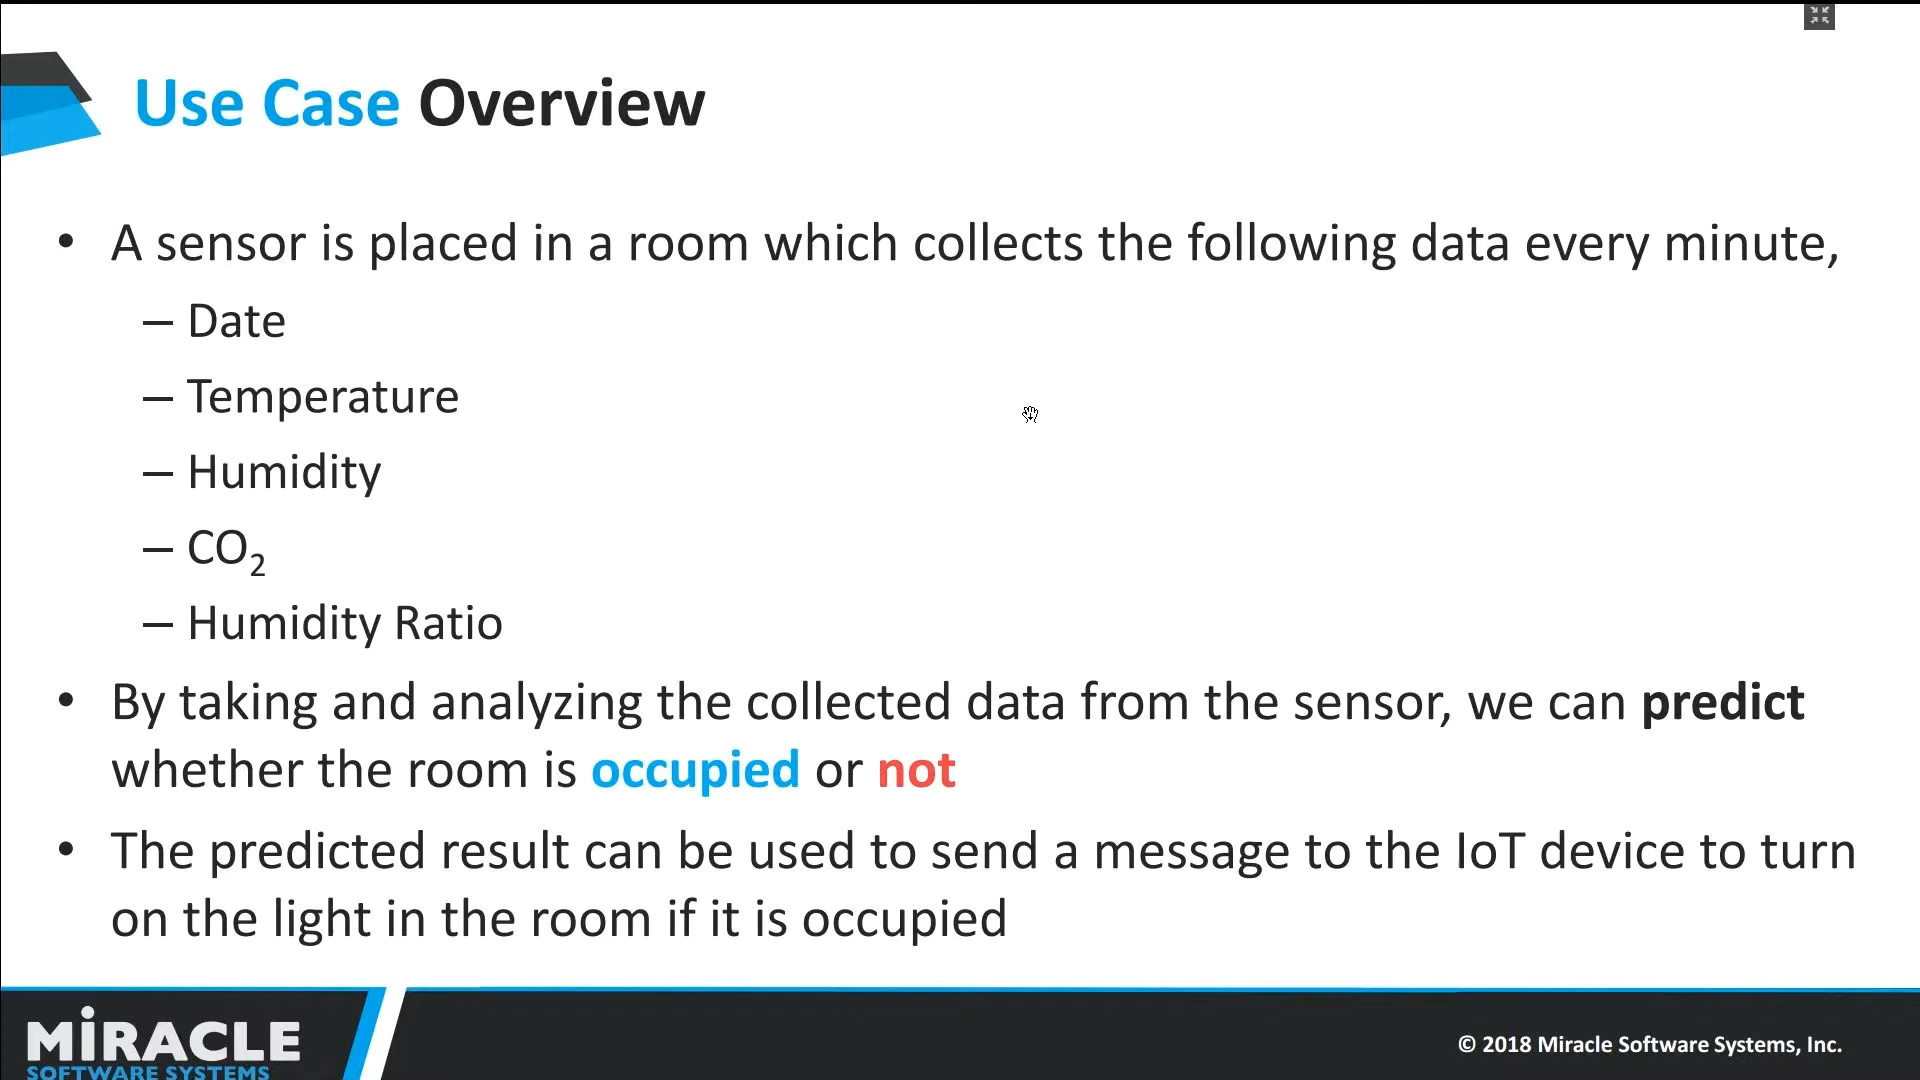 Use Case Overview
• A sensor is placed in a room which collects the following data every minute,
– Date
– Temperature
– Humidity
– CO₂
– Humidity Ratio
• By taking and analyzing the collected data from the sensor, we can predict
whether the room is occupied or not
• The predicted result can be used to send a message to the IoT device to turn
on the light in the room if it is occupied
MiRACLE
SOFTWARE SYSTEMS
© 2018 Miracle Software Systems, Inc.